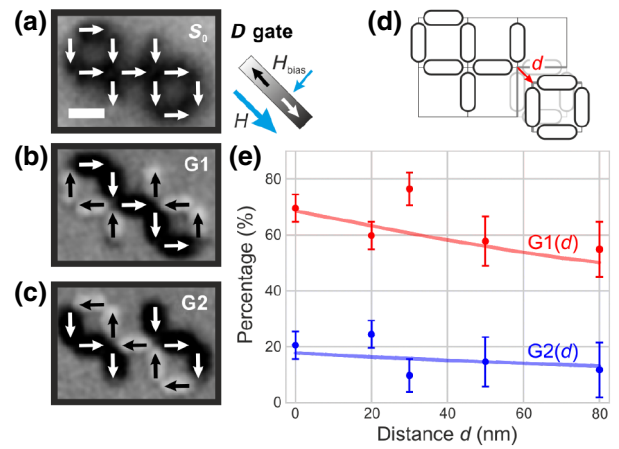 (a)
S0
D gate
Hbias
H
(b)
G1
(c)
G2
(d)
d
(e)
Percentage (%)
80
60
40
20
0
G1(d)
G2(d)
0
20
40
60
80
Distance d (nm)